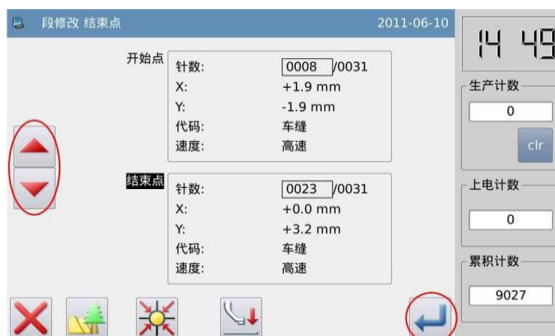 段修改 结束点 2011-06-10
14 49
开始点
针数: 0008 /0031
X: +1.9 mm
Y: -1.9 mm
代码: 车缝
速度: 高速
结束点
针数: 0023 /0031
X: +0.0 mm
Y: +3.2 mm
代码: 车缝
速度: 高速
生产计数
0
clr
上电计数
0
累积计数
9027